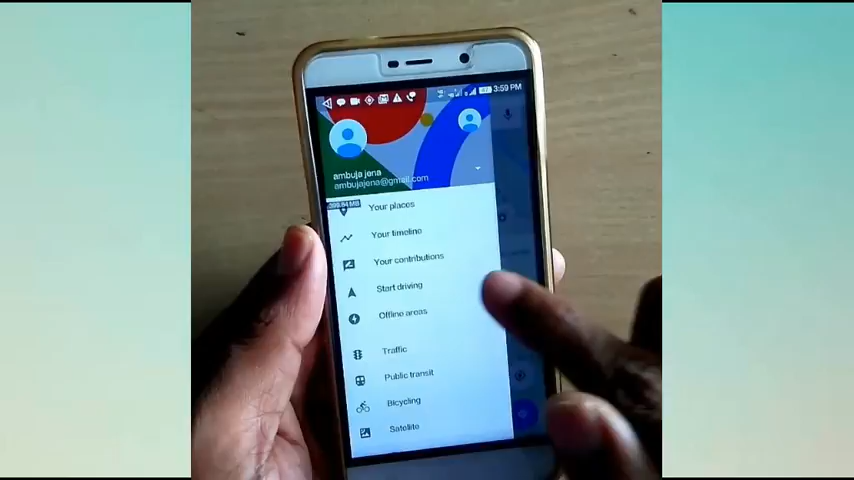 3:59 PM
ambuja jena
ambujajena@gmail.com
Your places
Your timeline
Your contributions
Start driving
Offline areas
Traffic
Public transit
Bicycling
Satellite